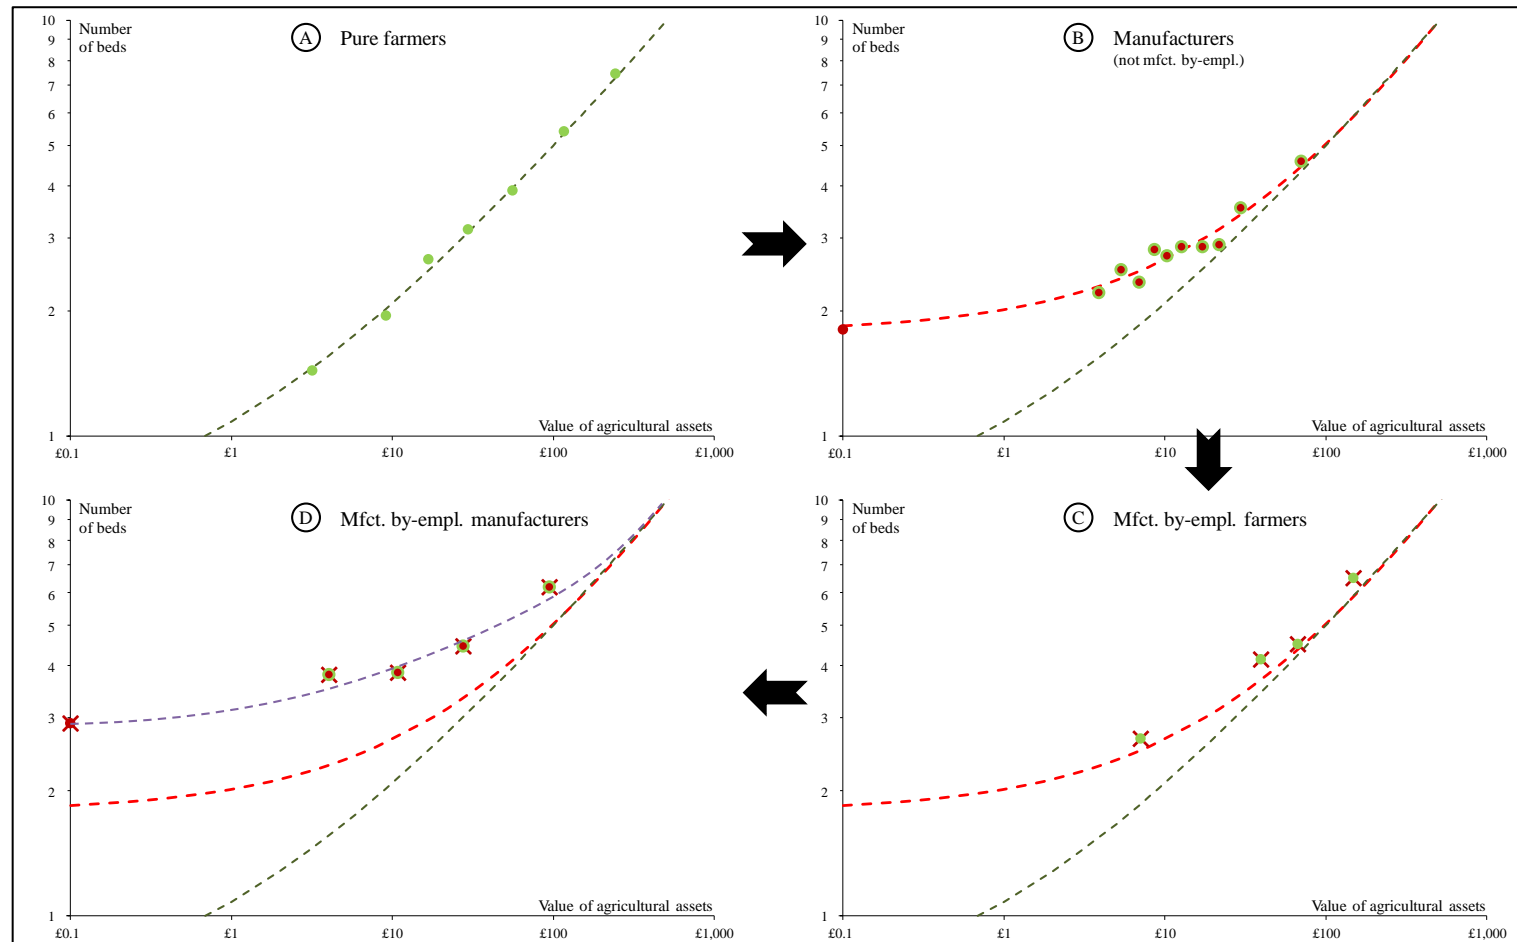 Number
of beds
A Pure farmers
10
9
8
7
6
5
4
3
2
1
Value of agricultural assets
£0.1 £1 £10 £100 £1,000
Number
of beds
B Manufacturers
(not mfct. by-empl.)
10
9
8
7
6
5
4
3
2
1
Value of agricultural assets
£0.1 £1 £10 £100 £1,000
Number
of beds
D Mfct. by-empl. manufacturers
10
9
8
7
6
5
4
3
2
1
Value of agricultural assets
£0.1 £1 £10 £100 £1,000
Number
of beds
C Mfct. by-empl. farmers
10
9
8
7
6
5
4
3
2
1
Value of agricultural assets
£0.1 £1 £10 £100 £1,000